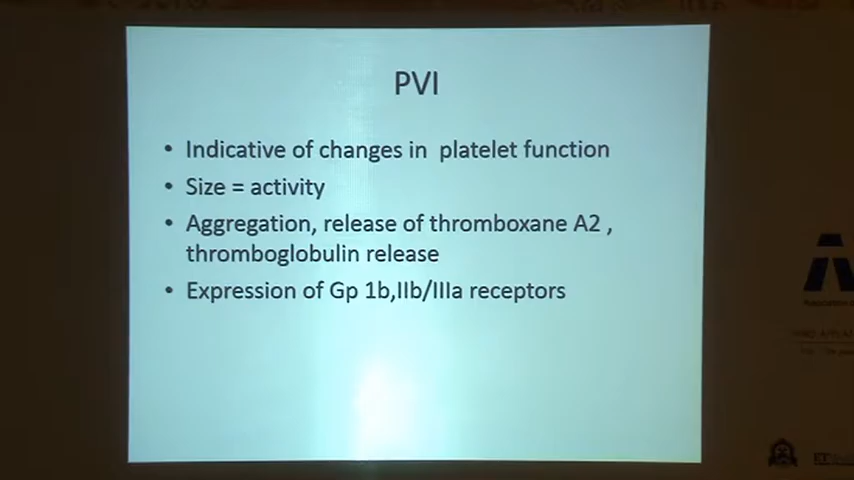 PVI
• Indicative of changes in platelet function
• Size = activity
• Aggregation, release of thromboxane A2 ,
thromboglobulin release
• Expression of Gp 1b,IIb/IIIa receptors